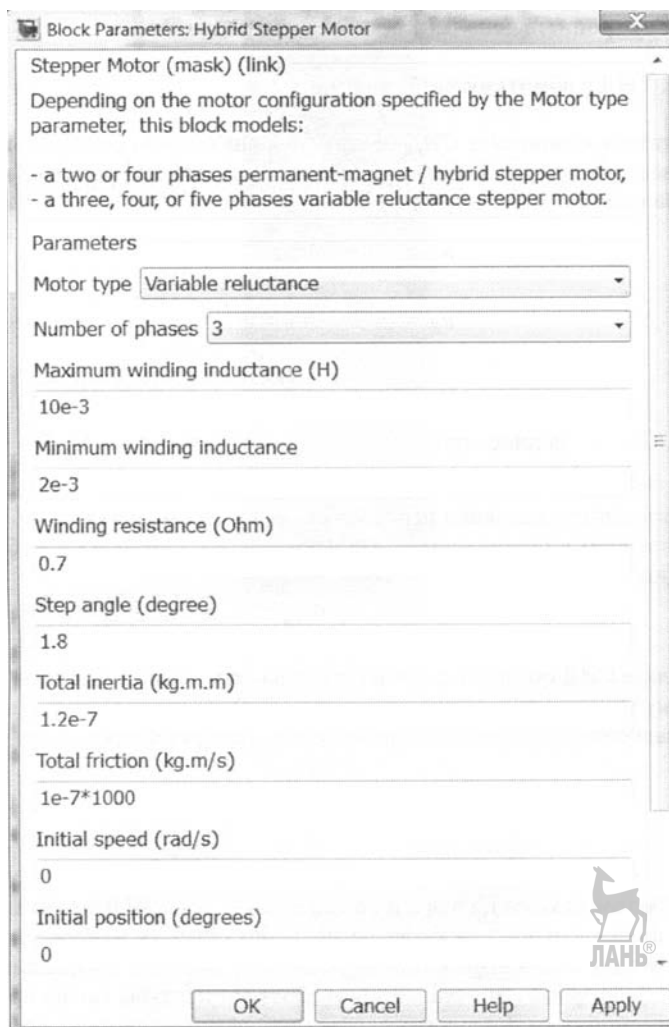 Block Parameters: Hybrid Stepper Motor
Stepper Motor (mask) (link)
Depending on the motor configuration specified by the Motor type
parameter, this block models:
- a two or four phases permanent-magnet / hybrid stepper motor,
- a three, four, or five phases variable reluctance stepper motor.
Parameters
Motor type Variable reluctance
Number of phases 3
Maximum winding inductance (H)
10e-3
Minimum winding inductance
2e-3
Winding resistance (Ohm)
0.7
Step angle (degree)
1.8
Total inertia (kg.m.m)
1.2e-7
Total friction (kg.m/s)
1e-7*1000
Initial speed (rad/s)
0
Initial position (degrees)
0
ЛАНЬ®
OK Cancel Help Apply